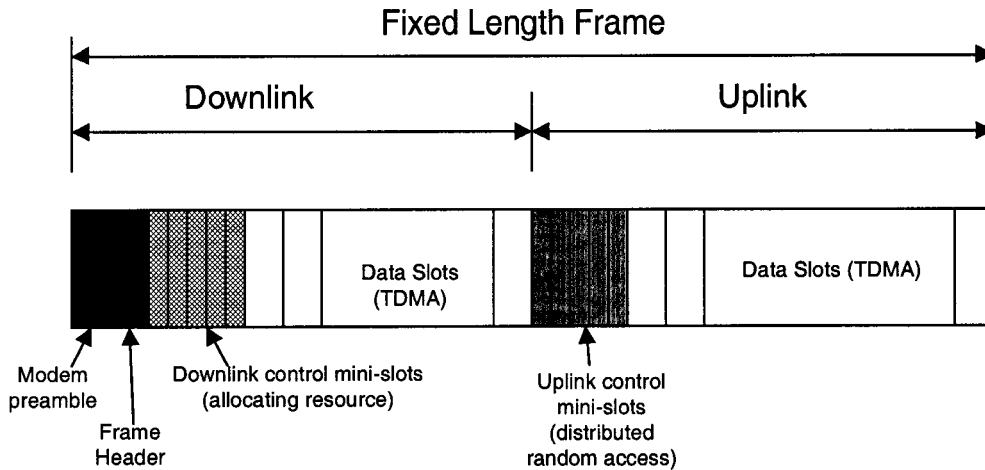 Fixed Length Frame
Downlink
Uplink
Data Slots
(TDMA)
Data Slots (TDMA)
Modem
preamble
Frame
Header
Downlink control mini-slots
(allocating resource)
Uplink control
mini-slots
(distributed
random access)